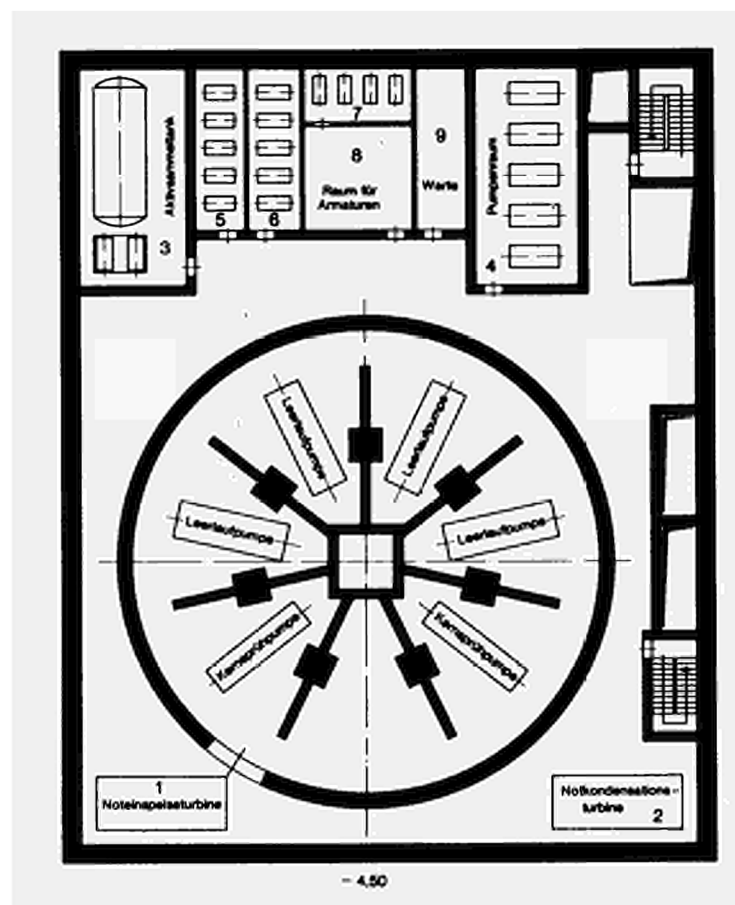 Aktivsammeltank
3
5
6
7
8
Raum für
Armaturen
9
Warte
Pumpenraum
4
Leerlaufpumpe
Leerlaufpumpe
Leerlaufpumpe
Leerlaufpumpe
Kernsprühpumpe
Kernsprühpumpe
1
Noteinspeiseturbine
Notkondensations-
turbine 2
- 4,50